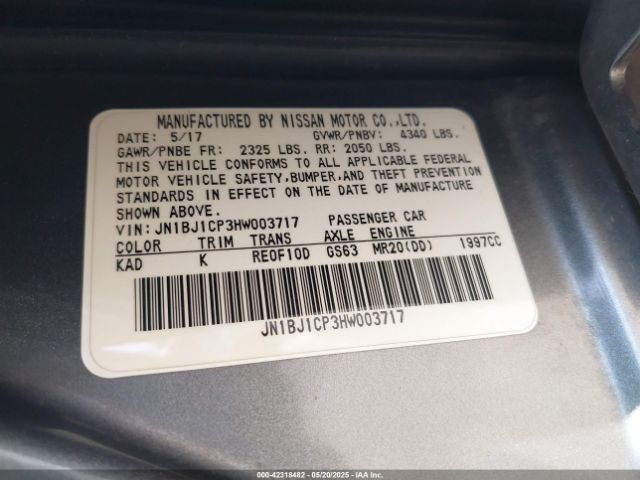 MANUFACTURED BY NISSAN MOTOR CO.,LTD.
DATE: 5/17 GVWR/PNBV: 4340 LBS.
GAWR/PNBE FR: 2325 LBS. RR: 2050 LBS.
THIS VEHICLE CONFORMS TO ALL APPLICABLE FEDERAL
MOTOR VEHICLE SAFETY,BUMPER,AND THEFT PREVENTION
STANDARDS IN EFFECT ON THE DATE OF MANUFACTURE
SHOWN ABOVE.
VIN: JN1BJ1CP3HW003717 PASSENGER CAR
COLOR TRIM TRANS AXLE ENGINE
KAD K RE0F10D GS63 MR20(DD) 1997CC
JN1BJ1CP3HW003717
000-42318482 — 05/20/2025 — IAAI.COM